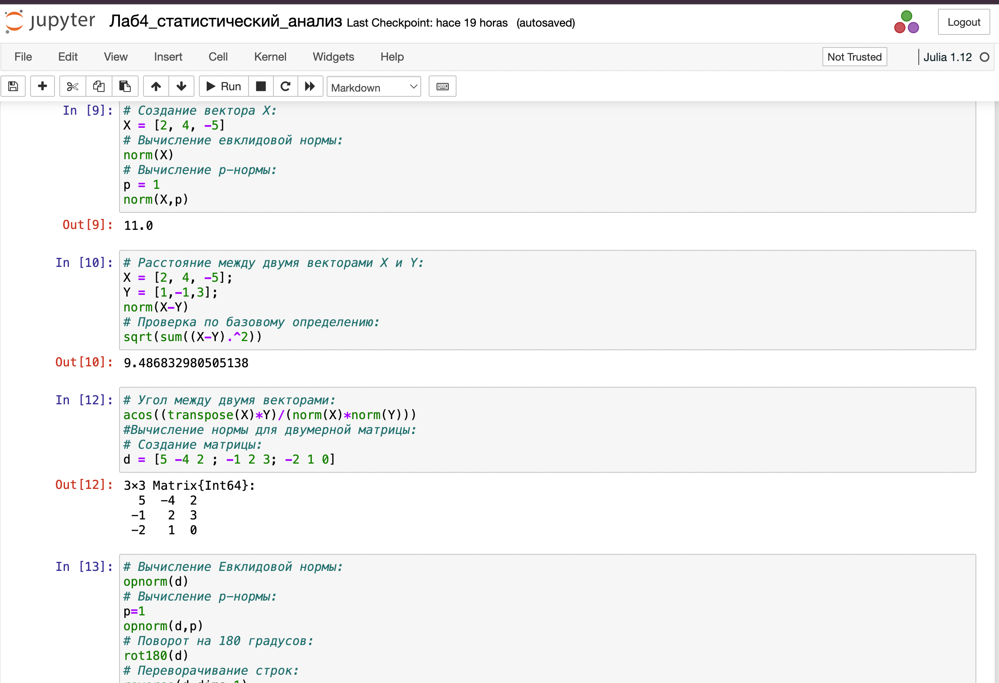 jupyter Лаб4_статистический_анализ Last Checkpoint: hace 19 horas (autosaved) Logout
File Edit View Insert Cell Kernel Widgets Help Not Trusted Julia 1.12
Run Markdown
In [9]: # Создание вектора X:
X = [2, 4, -5]
# Вычисление евклидовой нормы:
norm(X)
# Вычисление p-нормы:
p = 1
norm(X,p)
Out[9]: 11.0
In [10]: # Расстояние между двумя векторами X и Y:
X = [2, 4, -5];
Y = [1,-1,3];
norm(X-Y)
# Проверка по базовому определению:
sqrt(sum((X-Y).^2))
Out[10]: 9.486832980505138
In [12]: # Угол между двумя векторами:
acos((transpose(X)*Y)/(norm(X)*norm(Y)))
#Вычисление нормы для двумерной матрицы:
# Создание матрицы:
d = [5 -4 2 ; -1 2 3; -2 1 0]
Out[12]: 3×3 Matrix{Int64}:
5 -4 2
-1 2 3
-2 1 0
In [13]: # Вычисление Евклидовой нормы:
opnorm(d)
# Вычисление p-нормы:
p=1
opnorm(d,p)
# Поворот на 180 градусов:
rot180(d)
# Переворачивание строк: